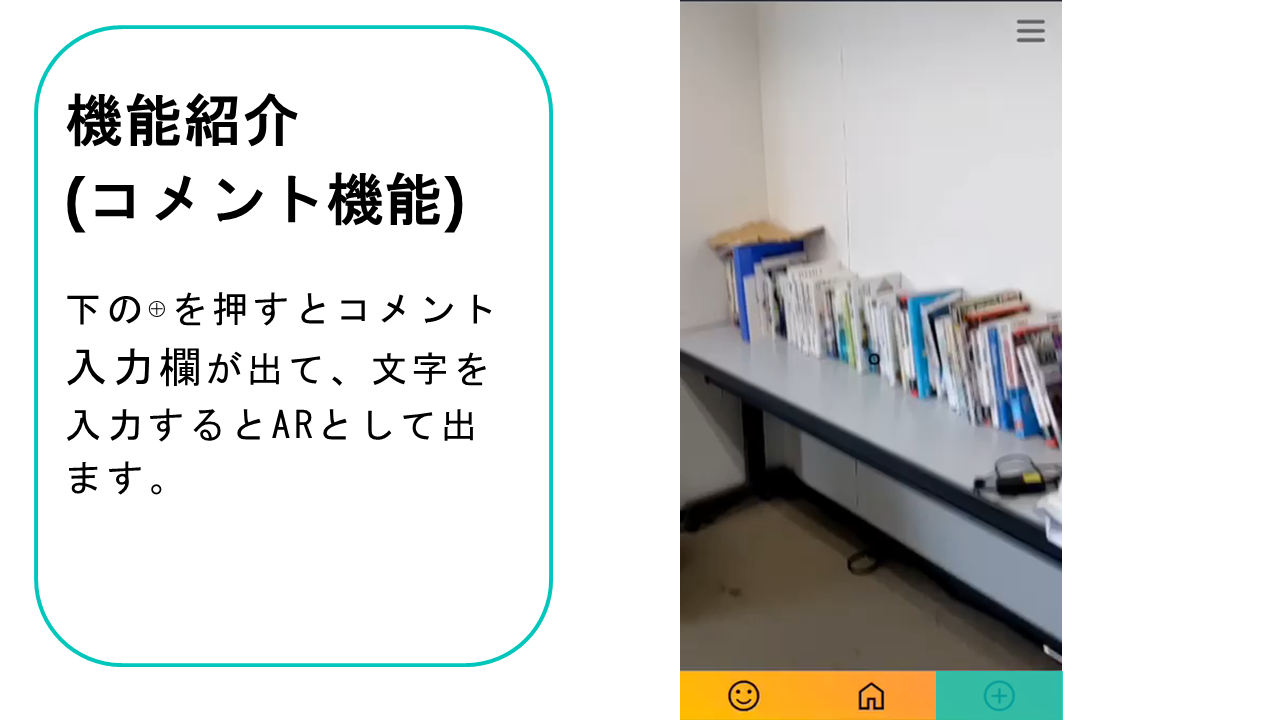 機能紹介
(コメント機能)
下の⊕を押すとコメント
入力欄が出て、文字を
入力するとARとして出
ます。